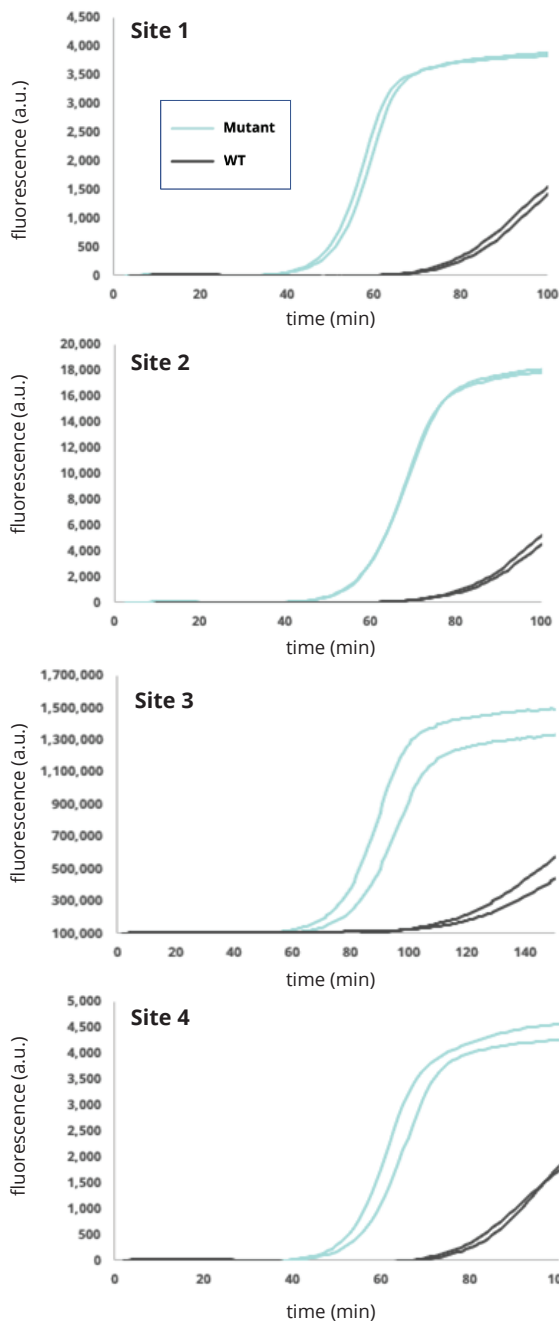 Site 1
fluorescence (a.u.)
4,500
4,000
3,500
3,000
2,500
2,000
1,500
1,000
500
0
Mutant
WT
0 20 40 60 80 100
time (min)
Site 2
fluorescence (a.u.)
20,000
18,000
16,000
14,000
12,000
10,000
8,000
6,000
4,000
2,000
0
0 20 40 60 80 100
time (min)
Site 3
fluorescence (a.u.)
1,700,000
1,500,000
1,300,000
1,100,000
900,000
700,000
500,000
300,000
100,000
0 20 40 60 80 100 120 140
time (min)
Site 4
fluorescence (a.u.)
5,000
4,500
4,000
3,500
3,000
2,500
2,000
1,500
1,000
500
0
0 20 40 60 80 100
time (min)